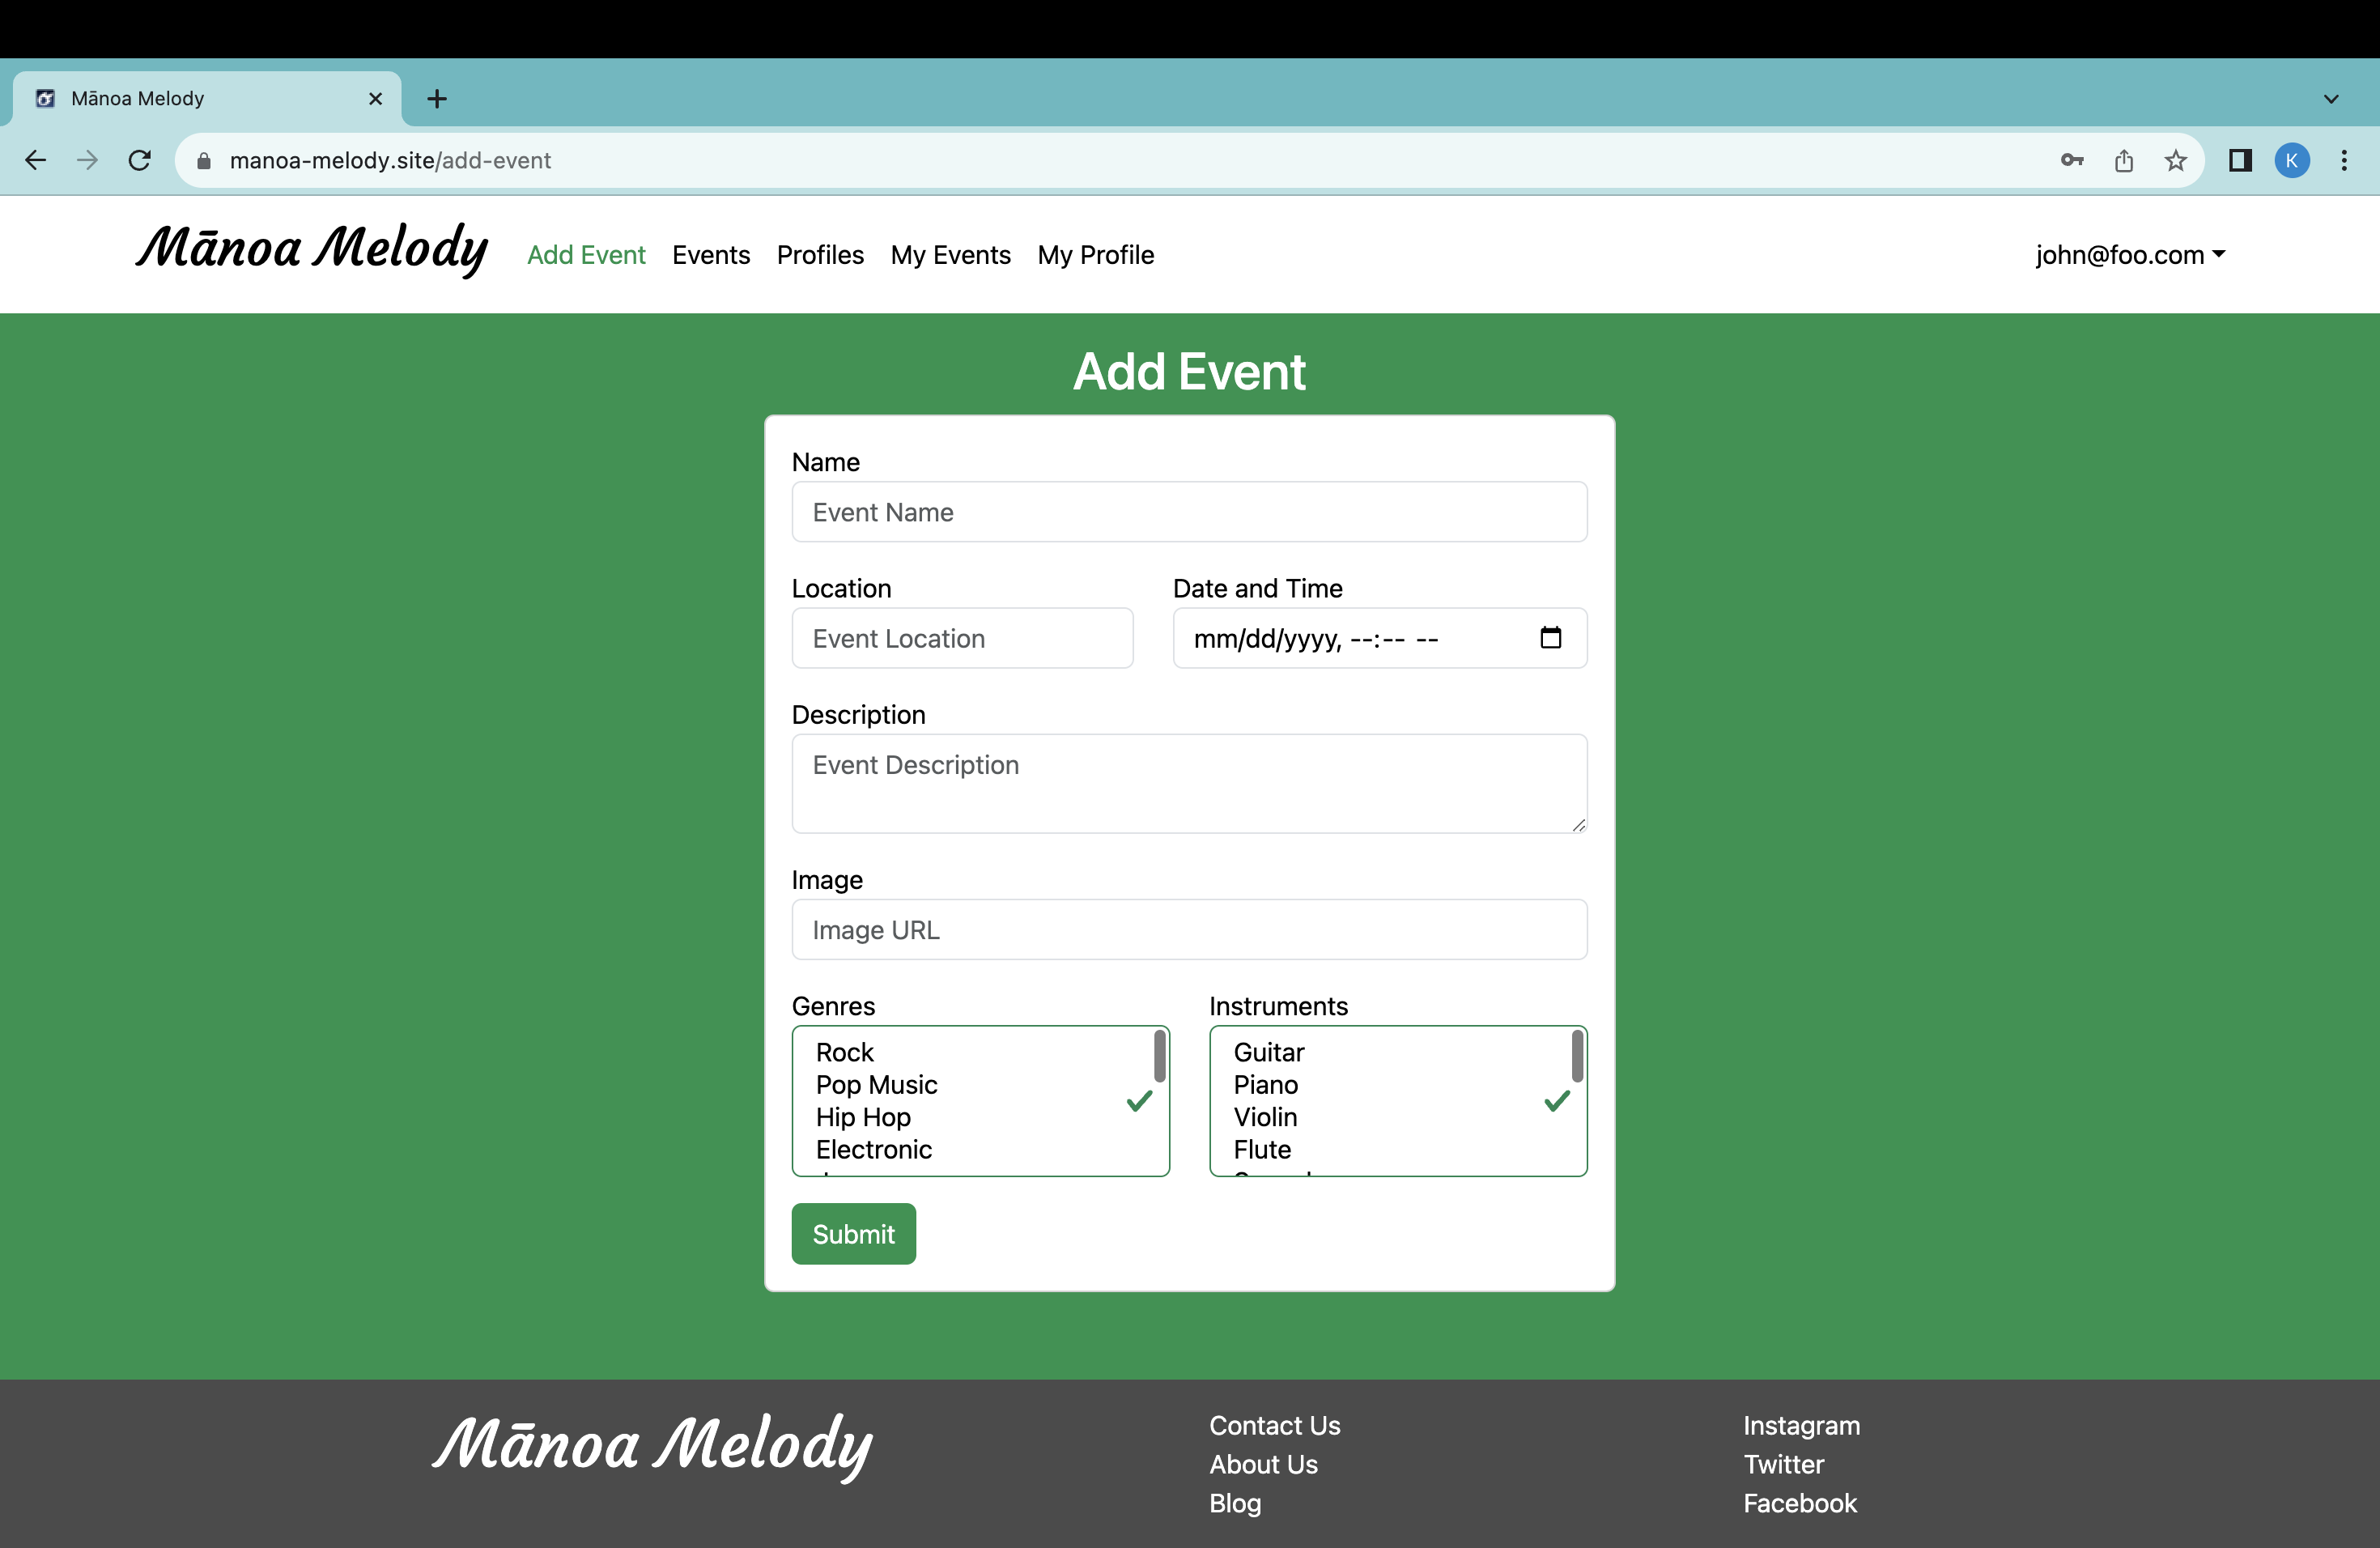 Mānoa Melody
manoa-melody.site/add-event
K
Mānoa Melody Add Event Events Profiles My Events My Profile john@foo.com
Add Event
Name
Event Name
Location Date and Time
Event Location mm/dd/yyyy, --:-- --
Description
Event Description
Image
Image URL
Genres Instruments
Rock Guitar
Pop Music Piano
Hip Hop Violin
Electronic Flute
Submit
Mānoa Melody Contact Us Instagram
About Us Twitter
Blog Facebook